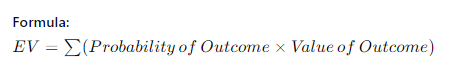 Formula:
EV = ∑(Probability of Outcome × Value of Outcome)